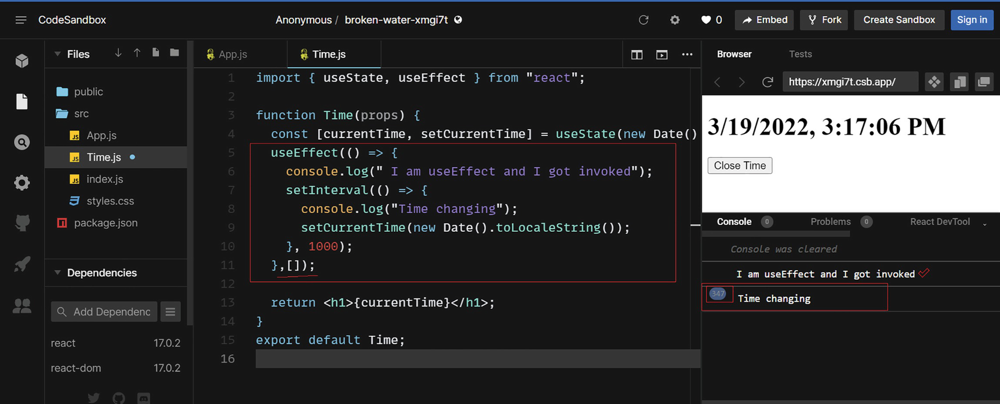 CodeSandbox
Anonymous / broken-water-xmgi7t
0
Embed
Fork
Create Sandbox
Sign in
Files
public
src
App.js
Time.js
index.js
styles.css
package.json
Dependencies
Add Dependenc
react 17.0.2
react-dom 17.0.2
App.js
Time.js
1 import { useState, useEffect } from "react";
2
3 function Time(props) {
4 const [currentTime, setCurrentTime] = useState(new Date()
5 useEffect(() => {
6 console.log(" I am useEffect and I got invoked");
7 setInterval(() => {
8 console.log("Time changing");
9 setCurrentTime(new Date().toLocaleString());
10 }, 1000);
11 },[]);
12
13 return <h1>{currentTime}</h1>;
14 }
15 export default Time;
16
Browser
Tests
https://xmgi7t.csb.app/
3/19/2022, 3:17:06 PM
Close Time
Console 0
Problems 0
React DevTool
Console was cleared
I am useEffect and I got invoked
347 Time changing